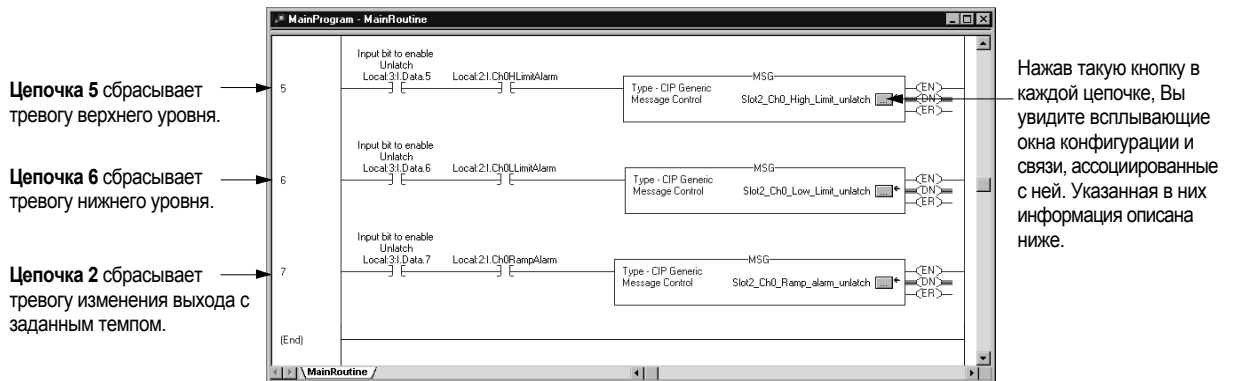 MainProgram - MainRoutine
Цепочка 5 сбрасывает
тревогу верхнего уровня.
5
Input bit to enable
Unlatch
Local:3:I.Data.5
Local:2:I.Ch0HLimitAlarm
MSG
Type - CIP Generic
Message Control
Slot2_Ch0_High_Limit_unlatch
...
EN
DN
ER
Нажав такую кнопку в
каждой цепочке, Вы
увидите всплывающие
окна конфигурации и
связи, ассоциированные
с ней. Указанная в них
информация описана
ниже.
Цепочка 6 сбрасывает
тревогу нижнего уровня.
6
Input bit to enable
Unlatch
Local:3:I.Data.6
Local:2:I.Ch0LLimitAlarm
MSG
Type - CIP Generic
Message Control
Slot2_Ch0_Low_Limit_unlatch
...
EN
DN
ER
Цепочка 2 сбрасывает
тревогу изменения выхода с
заданным темпом.
7
Input bit to enable
Unlatch
Local:3:I.Data.7
Local:2:I.Ch0RampAlarm
MSG
Type - CIP Generic
Message Control
Slot2_Ch0_Ramp_alarm_unlatch
...
EN
DN
ER
(End)
MainRoutine